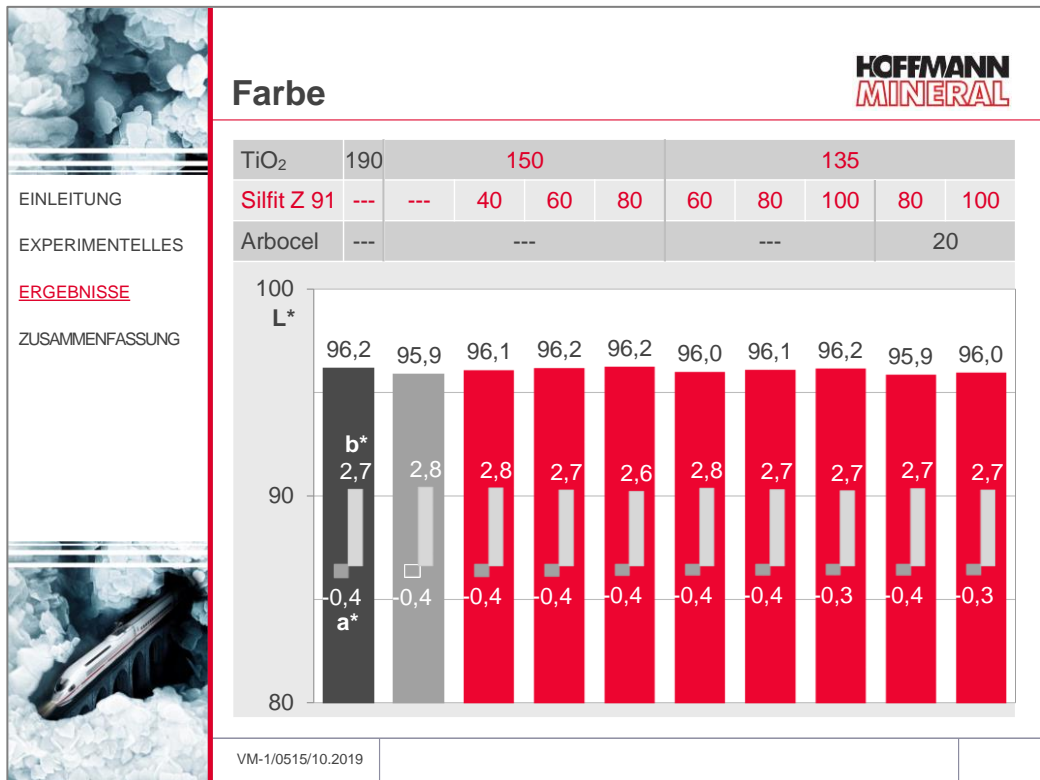 Farbe
HOFFMANN
MINERAL
EINLEITUNG
EXPERIMENTELLES
ERGEBNISSE
ZUSAMMENFASSUNG
TiO₂ 190 150 135
Silfit Z 91 --- --- 40 60 80 60 80 100 80 100
Arbocel --- --- --- 20
100
L*
96,2 95,9 96,1 96,2 96,2 96,0 96,1 96,2 95,9 96,0
b*
2,7 2,8 2,8 2,7 2,6 2,8 2,7 2,7 2,7 2,7
90
-0,4 -0,4 -0,4 -0,4 -0,4 -0,4 -0,4 -0,3 -0,4 -0,3
a*
80
VM-1/0515/10.2019